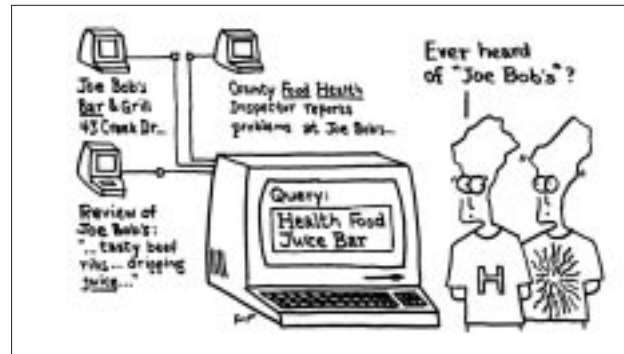 Joe Bob's
Bar & Grill
43 Creek Dr...
County Food Health
Inspector reports
problems at Joe Bob's...
Review of
Joe Bob's:
"...tasty beef
ribs... dripping
juice..."
Query:
Health Food
Juice Bar
Ever heard
of "Joe Bob's"?
H